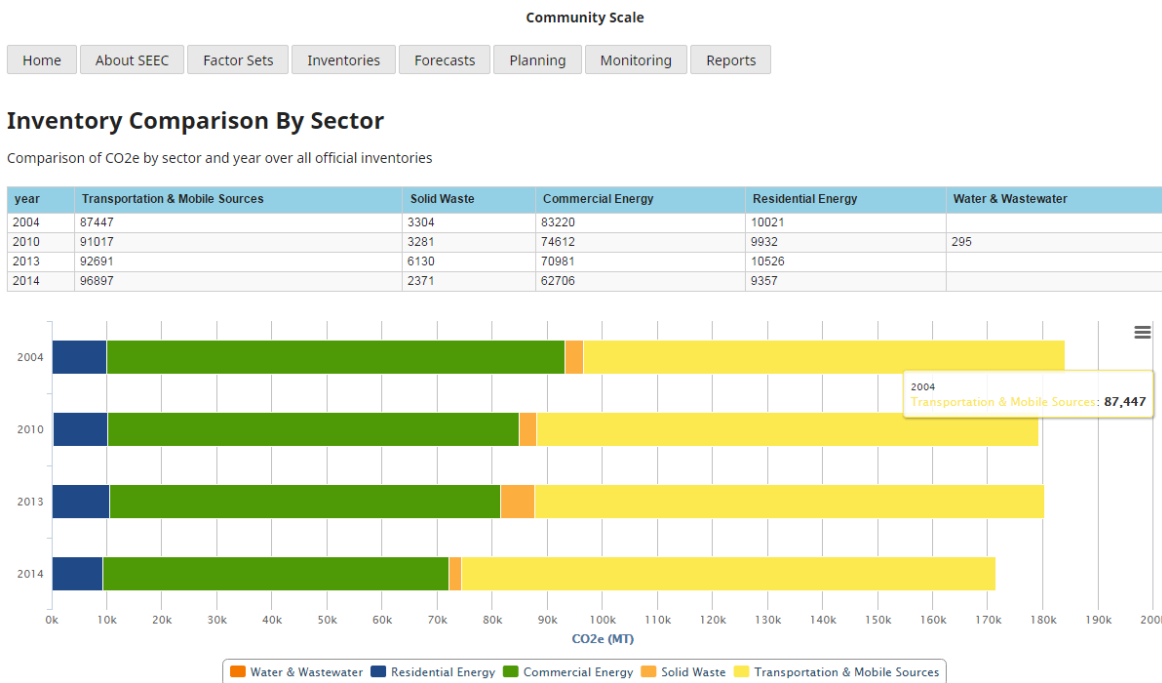 Community Scale
Home About SEEC Factor Sets Inventories Forecasts Planning Monitoring Reports
Inventory Comparison By Sector
Comparison of CO2e by sector and year over all official inventories
year Transportation & Mobile Sources Solid Waste Commercial Energy Residential Energy Water & Wastewater
2004 87447 3304 83220 10021
2010 91017 3281 74612 9932 295
2013 92691 6130 70981 10526
2014 96897 2371 62706 9357
2004
2004
Transportation & Mobile Sources: 87,447
2010
2013
2014
0k 10k 20k 30k 40k 50k 60k 70k 80k 90k 100k 110k 120k 130k 140k 150k 160k 170k 180k 190k 200
CO2e (MT)
Water & Wastewater Residential Energy Commercial Energy Solid Waste Transportation & Mobile Sources